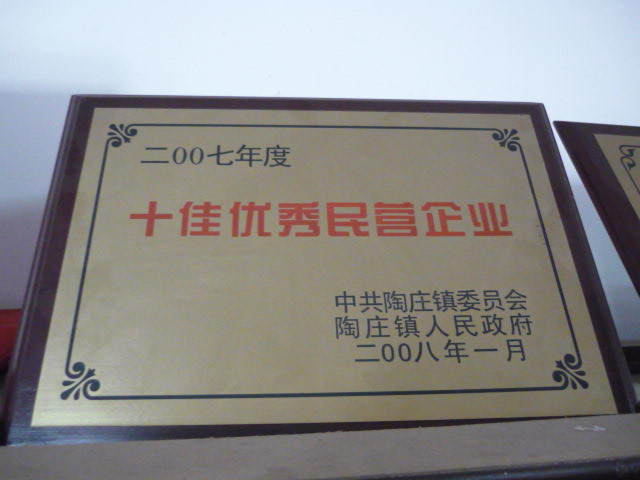 二00七年度
十佳优秀民营企业
中共陶庄镇委员会
陶庄镇人民政府
二00八年一月